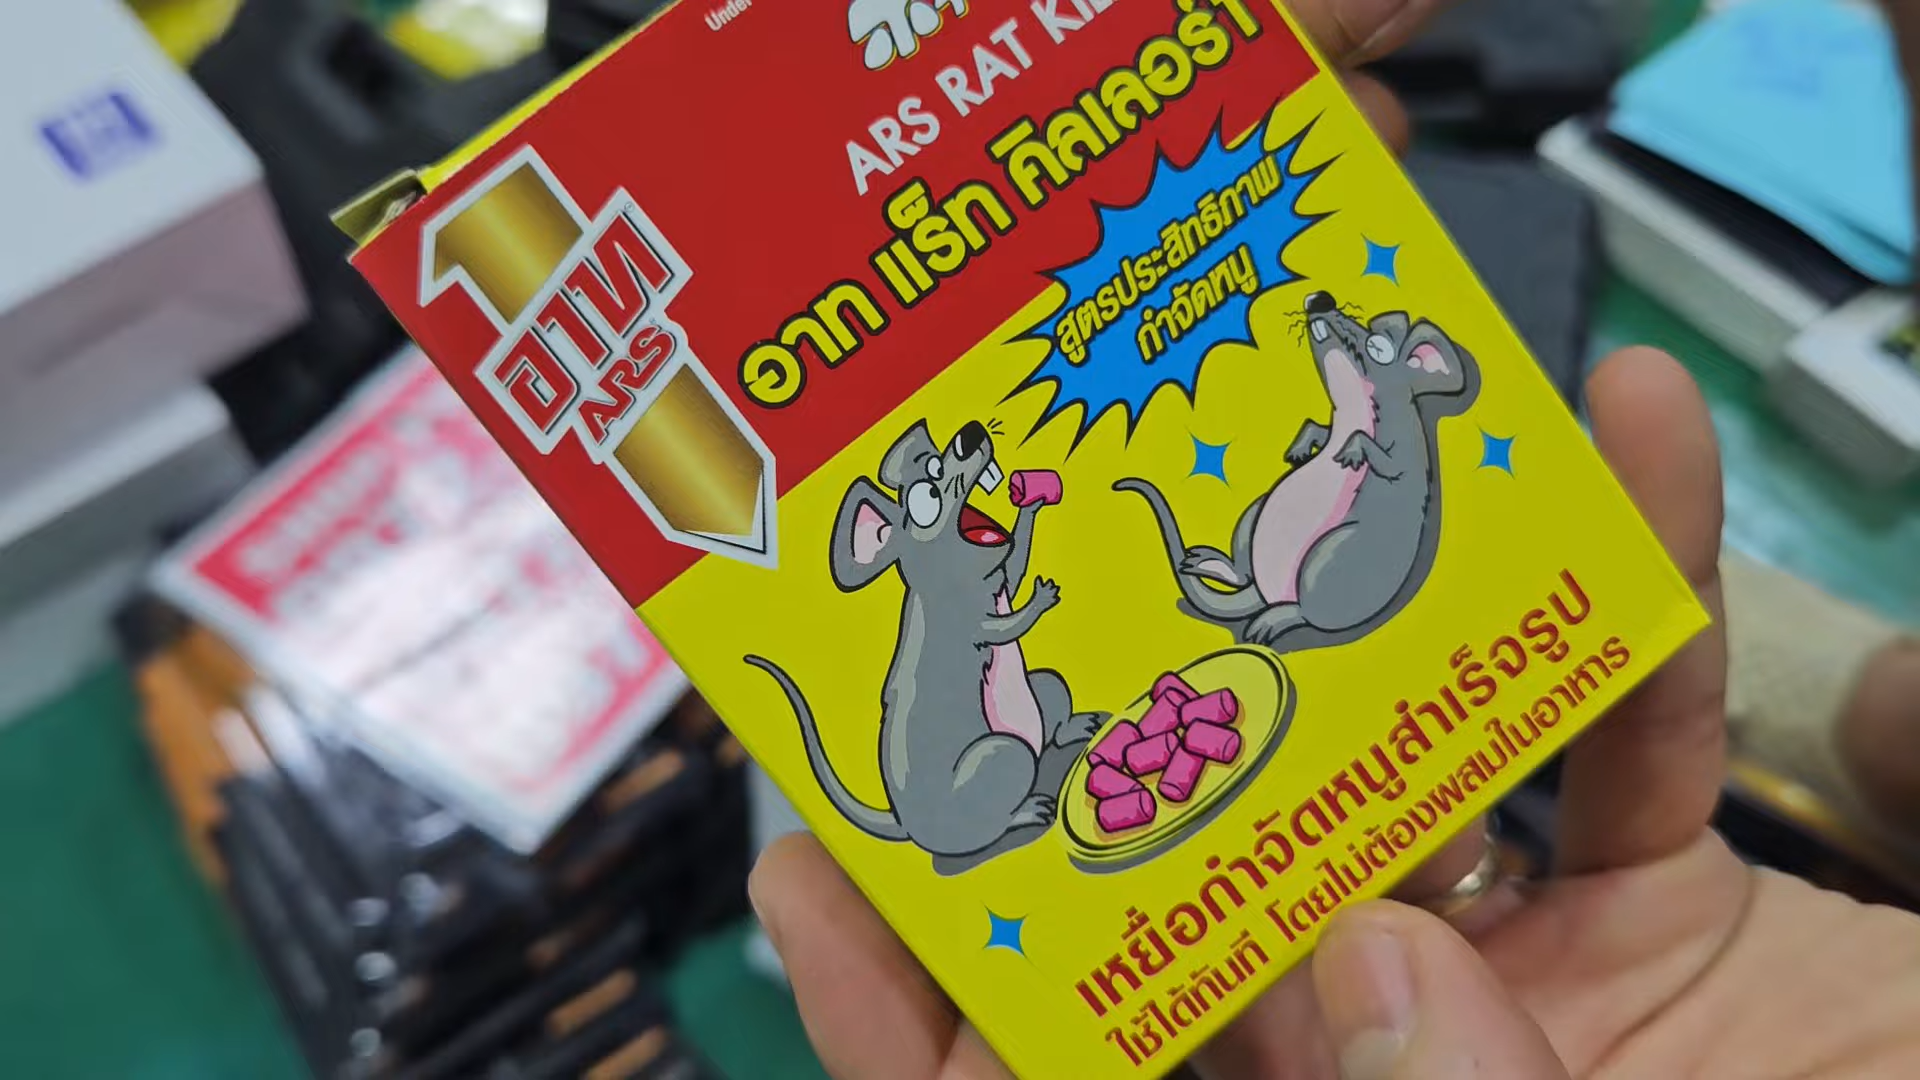 Under
ARS RAT
อาท แร็ท คิลเลอร์1
อาท
ARS
สูตรประสิทธิภาพ
กำจัดหนู
เหยื่อกำจัดหนูสำเร็จรูป
ใช้ได้ทันที โดยไม่ต้องผสมในอาหาร